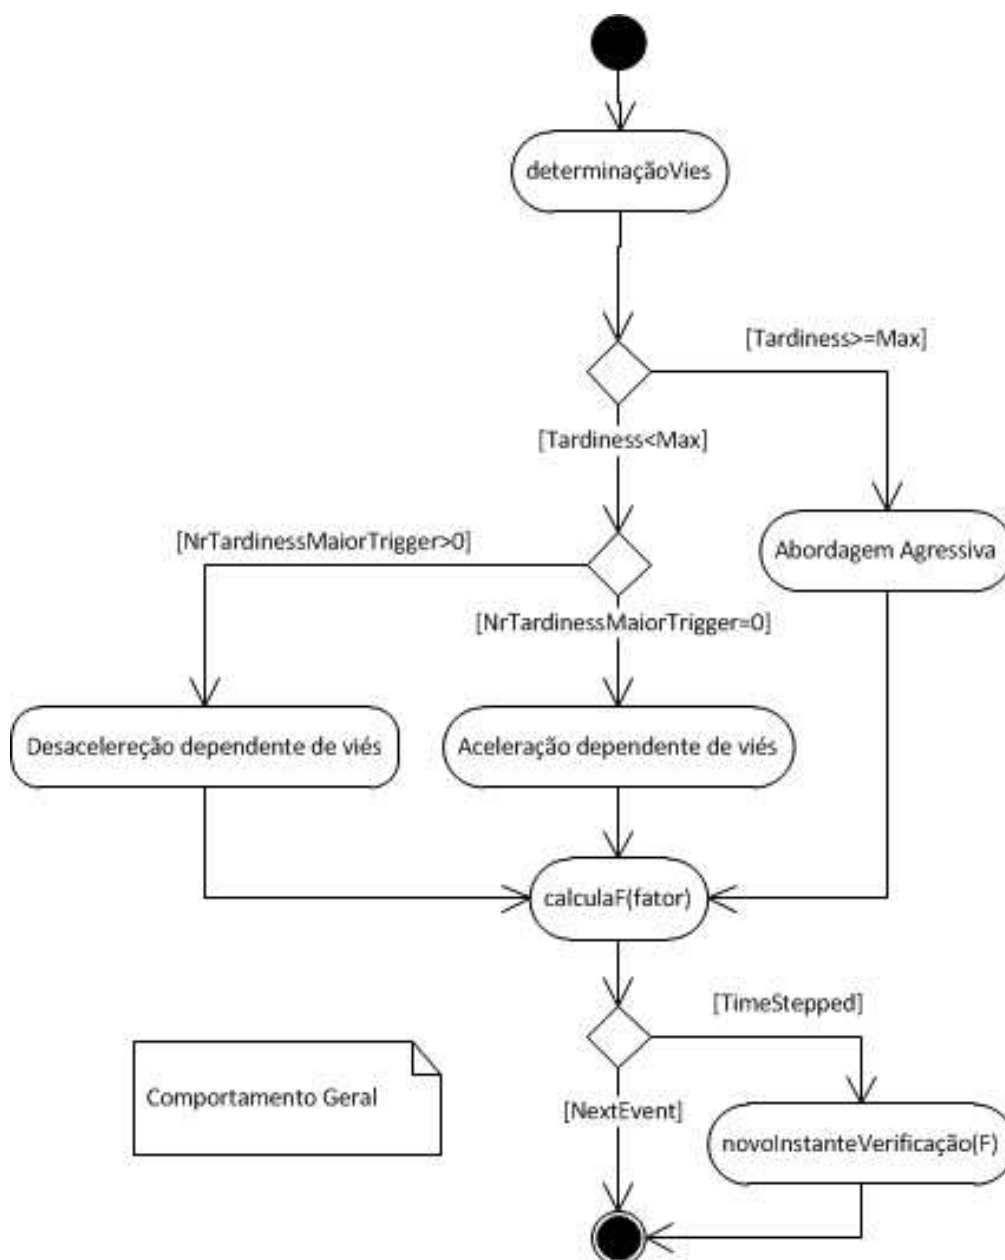 determinaçãoVies
[Tardiness>=Max]
[Tardiness<Max]
[NrTardinessMaiorTrigger>0]
Abordagem Agressiva
[NrTardinessMaiorTrigger=0]
Desacelereção dependente de viés
Aceleração dependente de viés
calculaF(fator)
[TimeStepped]
Comportamento Geral
[NextEvent]
novoInstanteVerificação(F)